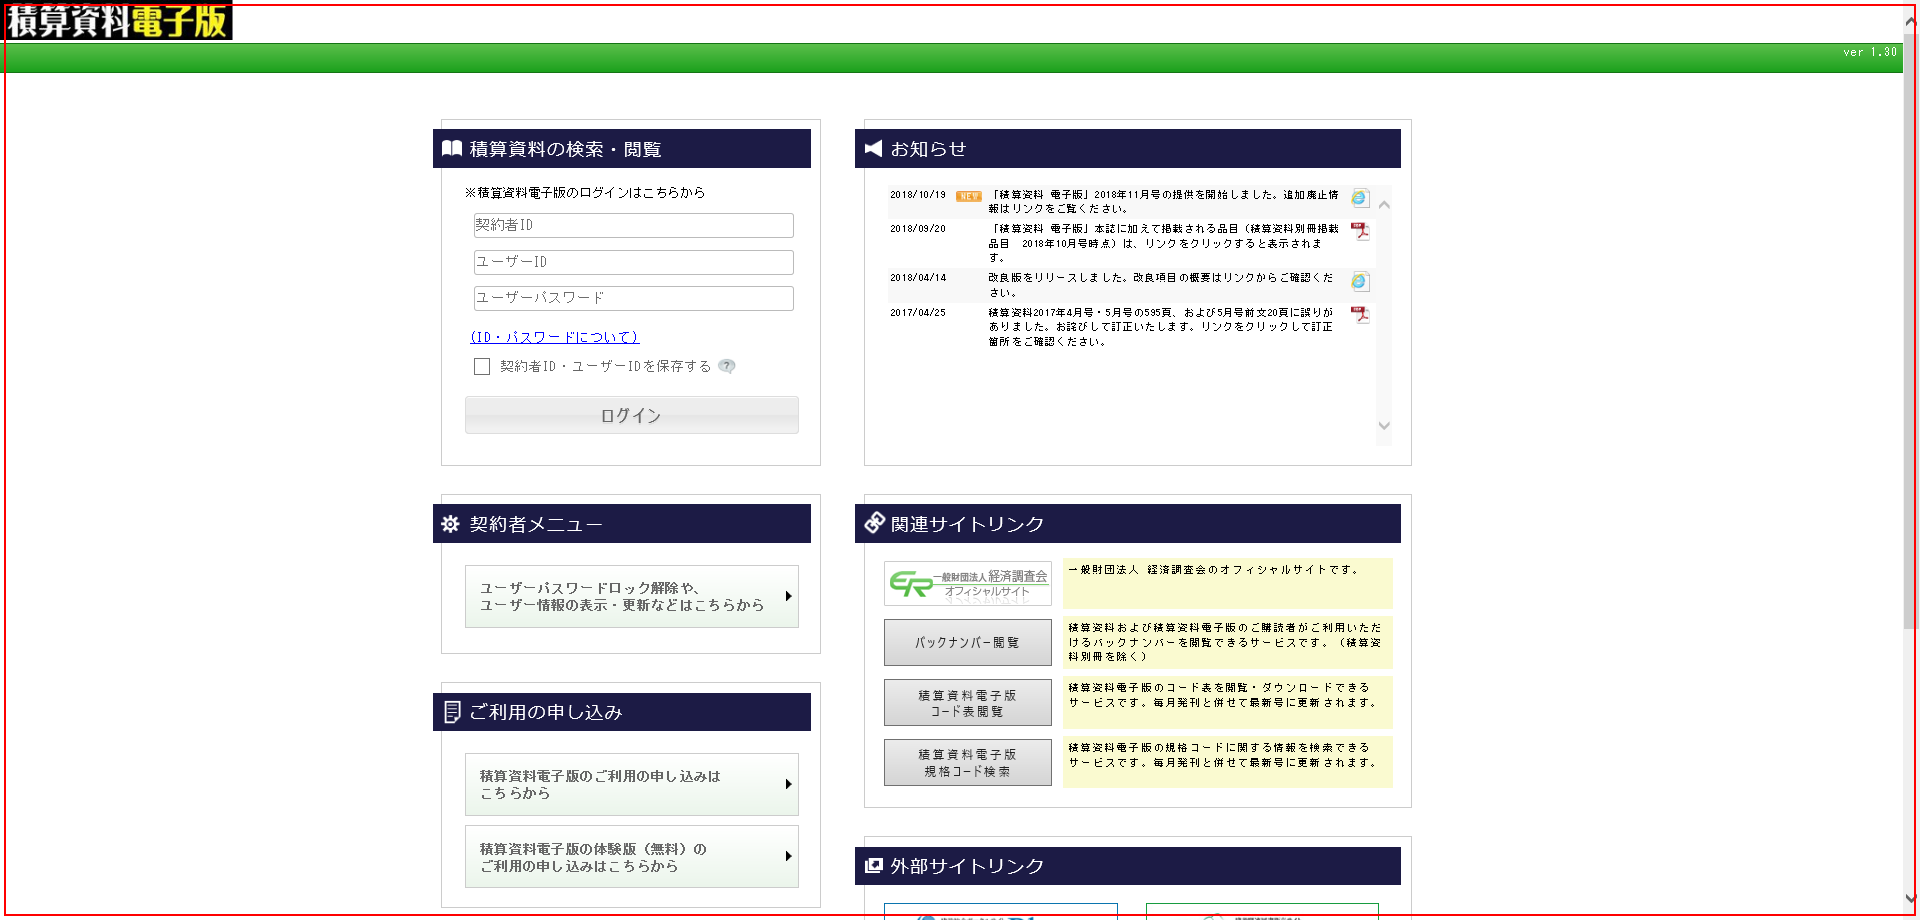 積算資料電子版
ver 1.30
積算資料の検索・閲覧
※積算資料電子版のログインはこちらから
契約者ID
ユーザーID
ユーザーパスワード
(ID・パスワードについて)
契約者ID・ユーザーIDを保存する
ログイン
お知らせ
2018/10/19 NEW 「積算資料 電子版」2018年11月号の提供を開始しました。追加廃止情
報はリンクをご覧ください。
2018/09/20 「積算資料 電子版」本誌に加えて掲載される品目（積算資料別冊掲載
品目 2018年10月号時点）は、リンクをクリックすると表示されま
す。
2018/04/14 改良版をリリースしました。改良項目の概要はリンクからご確認くだ
さい。
2017/04/25 積算資料2017年4月号・5月号の595頁、および5月号前文20頁に誤りが
ありました。お詫びして訂正いたします。リンクをクリックして訂正
箇所をご確認ください。
契約者メニュー
ユーザーパスワードロック解除や、
ユーザー情報の表示・更新などはこちらから
ご利用の申し込み
積算資料電子版のご利用の申し込みは
こちらから
積算資料電子版の体験版（無料）の
ご利用の申し込みはこちらから
関連サイトリンク
一般財団法人 経済調査会
オフィシャルサイト
一般財団法人 経済調査会のオフィシャルサイトです。
バックナンバー閲覧
積算資料および積算資料電子版のご購読者がご利用いただ
けるバックナンバーを閲覧できるサービスです。（積算資
料別冊を除く）
積算資料電子版
コード表閲覧
積算資料電子版のコード表を閲覧・ダウンロードできる
サービスです。毎月発刊と併せて最新号に更新されます。
積算資料電子版
規格コード検索
積算資料電子版の規格コードに関する情報を検索できる
サービスです。毎月発刊と併せて最新号に更新されます。
外部サイトリンク